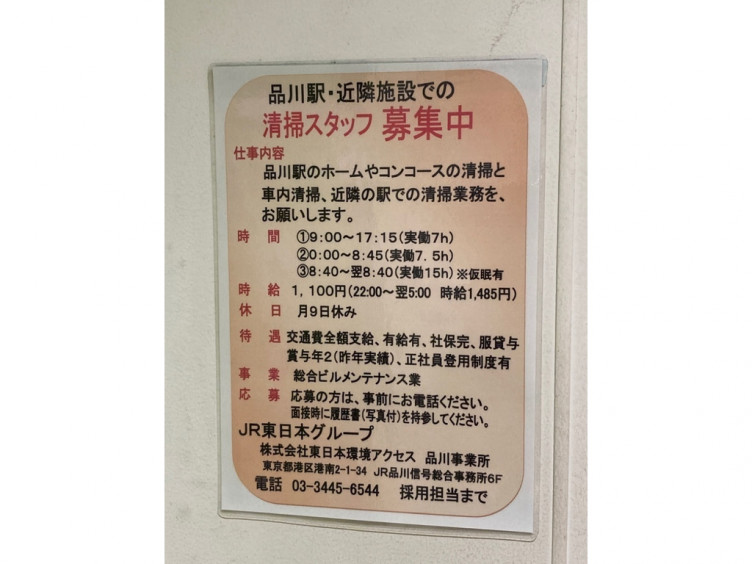 品川駅・近隣施設での
清掃スタッフ 募集中
仕事内容
品川駅のホームやコンコースの清掃と
車内清掃、近隣の駅での清掃業務を、
お願いします。
時 間 ①9:00～17:15(実働7h)
②0:00～8:45(実働7.5h)
③8:40～翌8:40(実働15h)※仮眠有
時 給 1,100円(22:00～翌5:00 時給1,485円)
休 日 月9日休み
待 遇 交通費全額支給、有給有、社保完、服貸与
賞与年2(昨年実績)、正社員登用制度有
事 業 総合ビルメンテナンス業
応 募 応募の方は、事前にお電話ください。
面接時に履歴書(写真付)を持参してください。
JR東日本グループ
株式会社東日本環境アクセス 品川事業所
東京都港区港南2-1-34 JR品川信号総合事務所6F
電話 03-3445-6544 採用担当まで